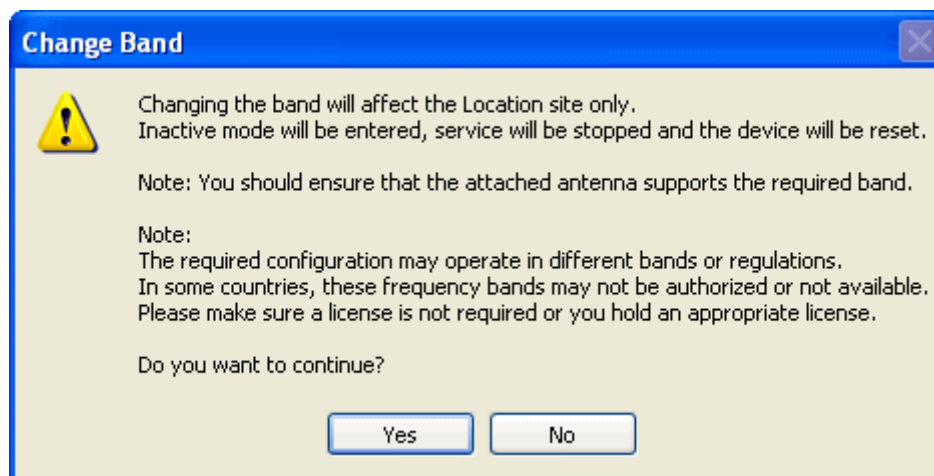 Change Band
Changing the band will affect the Location site only.
Inactive mode will be entered, service will be stopped and the device will be reset.
Note: You should ensure that the attached antenna supports the required band.
Note:
The required configuration may operate in different bands or regulations.
In some countries, these frequency bands may not be authorized or not available.
Please make sure a license is not required or you hold an appropriate license.
Do you want to continue?
Yes
No